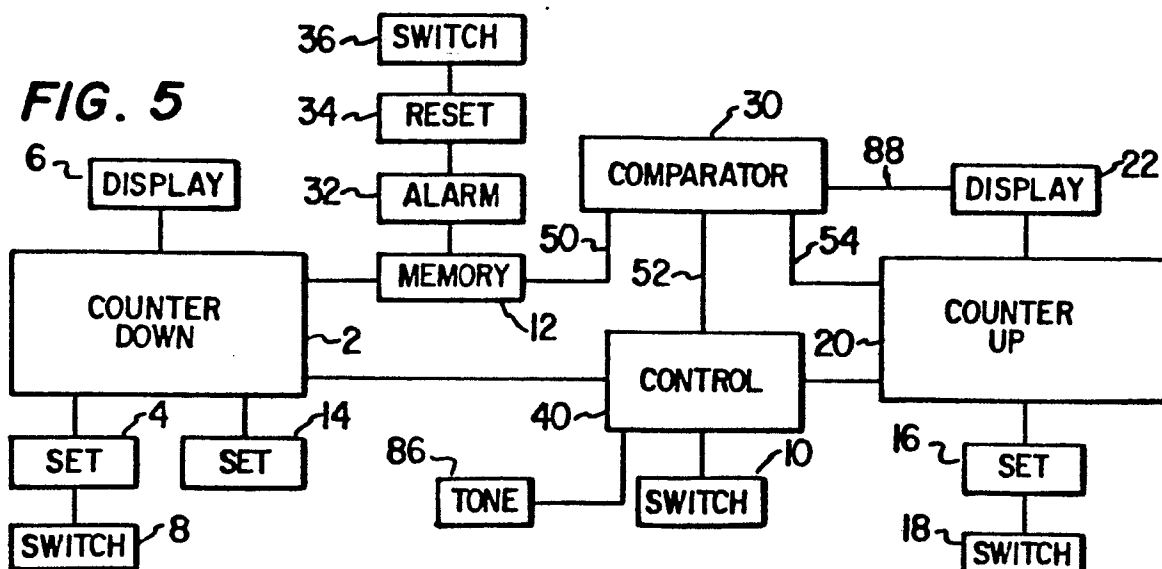 36 SWITCH
FIG. 5
34 RESET
30
6 DISPLAY
32 ALARM
COMPARATOR
88
DISPLAY 22
50
52
54
COUNTER DOWN
2
MEMORY
12
CONTROL
40
20
COUNTER UP
4
SET
14
SET
86
TONE
10
SWITCH
16
SET
SWITCH 8
18
SWITCH